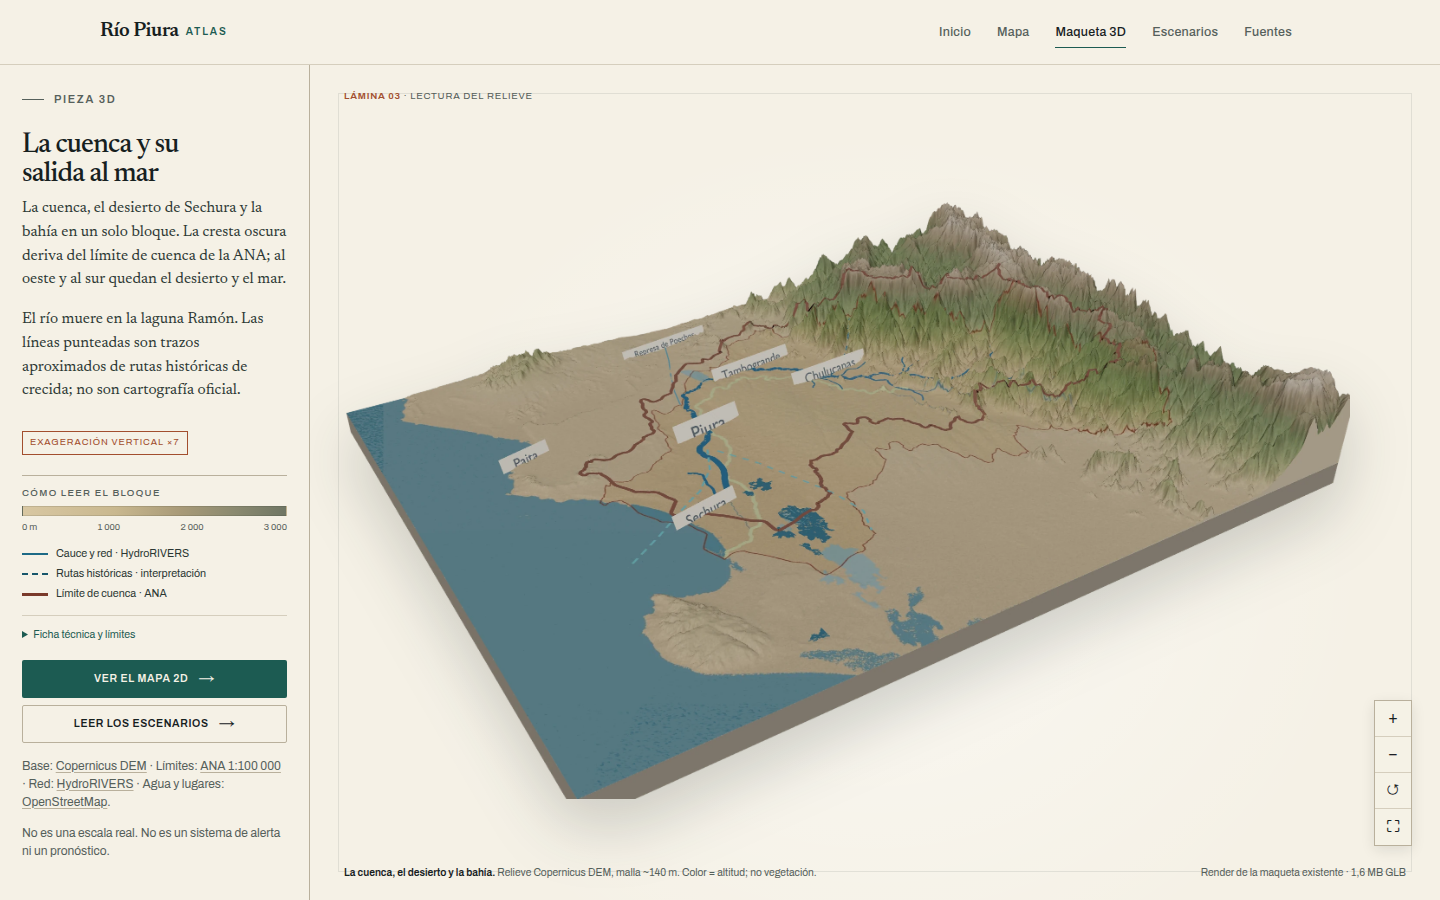 Río Piura ATLAS
Inicio
Mapa
Maqueta 3D
Escenarios
Fuentes
PIEZA 3D
La cuenca y su
salida al mar
La cuenca, el desierto de Sechura y la
bahía en un solo bloque. La cresta oscura
deriva del límite de cuenca de la ANA; al
oeste y al sur quedan el desierto y el mar.
El río muere en la laguna Ramón. Las
líneas punteadas son trazos
aproximados de rutas históricas de
crecida; no son cartografía oficial.
EXAGERACIÓN VERTICAL ×7
CÓMO LEER EL BLOQUE
0 m 1 000 2 000 3 000
Cauce y red · HydroRIVERS
Rutas históricas · interpretación
Límite de cuenca · ANA
Ficha técnica y límites
VER EL MAPA 2D →
LEER LOS ESCENARIOS →
Base: Copernicus DEM · Límites: ANA 1:100 000
· Red: HydroRIVERS · Agua y lugares:
OpenStreetMap.
No es una escala real. No es un sistema de alerta
ni un pronóstico.
LÁMINA 03 · LECTURA DEL RELIEVE
Represa de Poechos
Tambogrande
Chulucanas
Piura
Paita
Sechura
+
−
La cuenca, el desierto y la bahía. Relieve Copernicus DEM, malla ~140 m. Color = altitud; no vegetación.
Render de la maqueta existente · 1,6 MB GLB